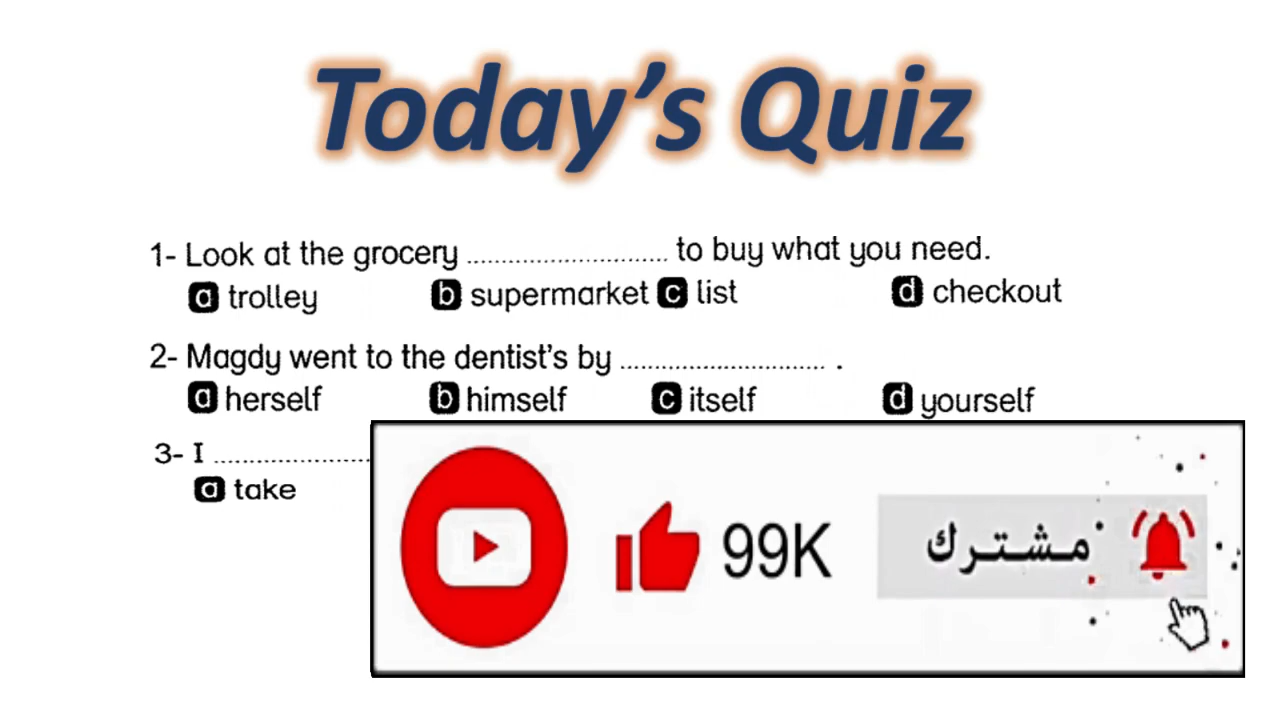 Today's Quiz
1- Look at the grocery ............................ to buy what you need.
a trolley b supermarket c list d checkout
2- Magdy went to the dentist's by ............................ .
a herself b himself c itself d yourself
3- I ......................
a take
99K مـشـتـرك